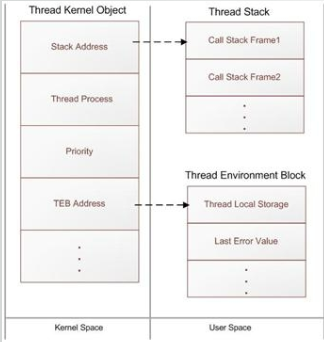 Thread Kernel Object
Stack Address
Thread Process
Priority
TEB Address
Thread Stack
Call Stack Frame1
Call Stack Frame2
Thread Environment Block
Thread Local Storage
Last Error Value
Kernel Space
User Space